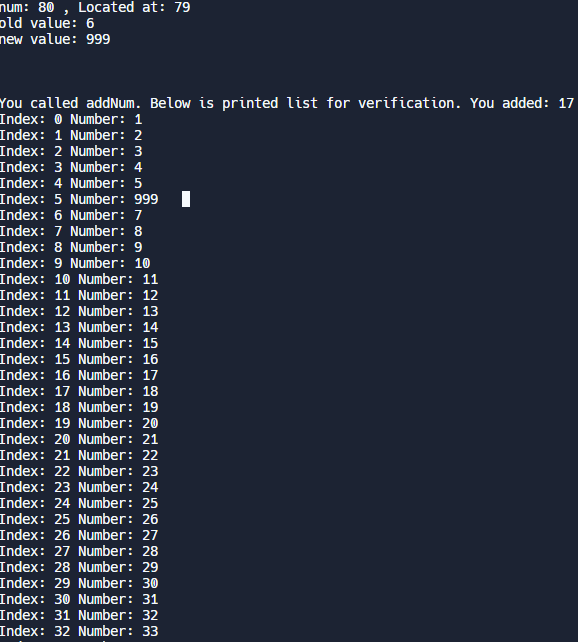 num: 80 , Located at: 79
old value: 6
new value: 999
You called addNum. Below is printed list for verification. You added: 17
Index: 0 Number: 1
Index: 1 Number: 2
Index: 2 Number: 3
Index: 3 Number: 4
Index: 4 Number: 5
Index: 5 Number: 999
Index: 6 Number: 7
Index: 7 Number: 8
Index: 8 Number: 9
Index: 9 Number: 10
Index: 10 Number: 11
Index: 11 Number: 12
Index: 12 Number: 13
Index: 13 Number: 14
Index: 14 Number: 15
Index: 15 Number: 16
Index: 16 Number: 17
Index: 17 Number: 18
Index: 18 Number: 19
Index: 19 Number: 20
Index: 20 Number: 21
Index: 21 Number: 22
Index: 22 Number: 23
Index: 23 Number: 24
Index: 24 Number: 25
Index: 25 Number: 26
Index: 26 Number: 27
Index: 27 Number: 28
Index: 28 Number: 29
Index: 29 Number: 30
Index: 30 Number: 31
Index: 31 Number: 32
Index: 32 Number: 33